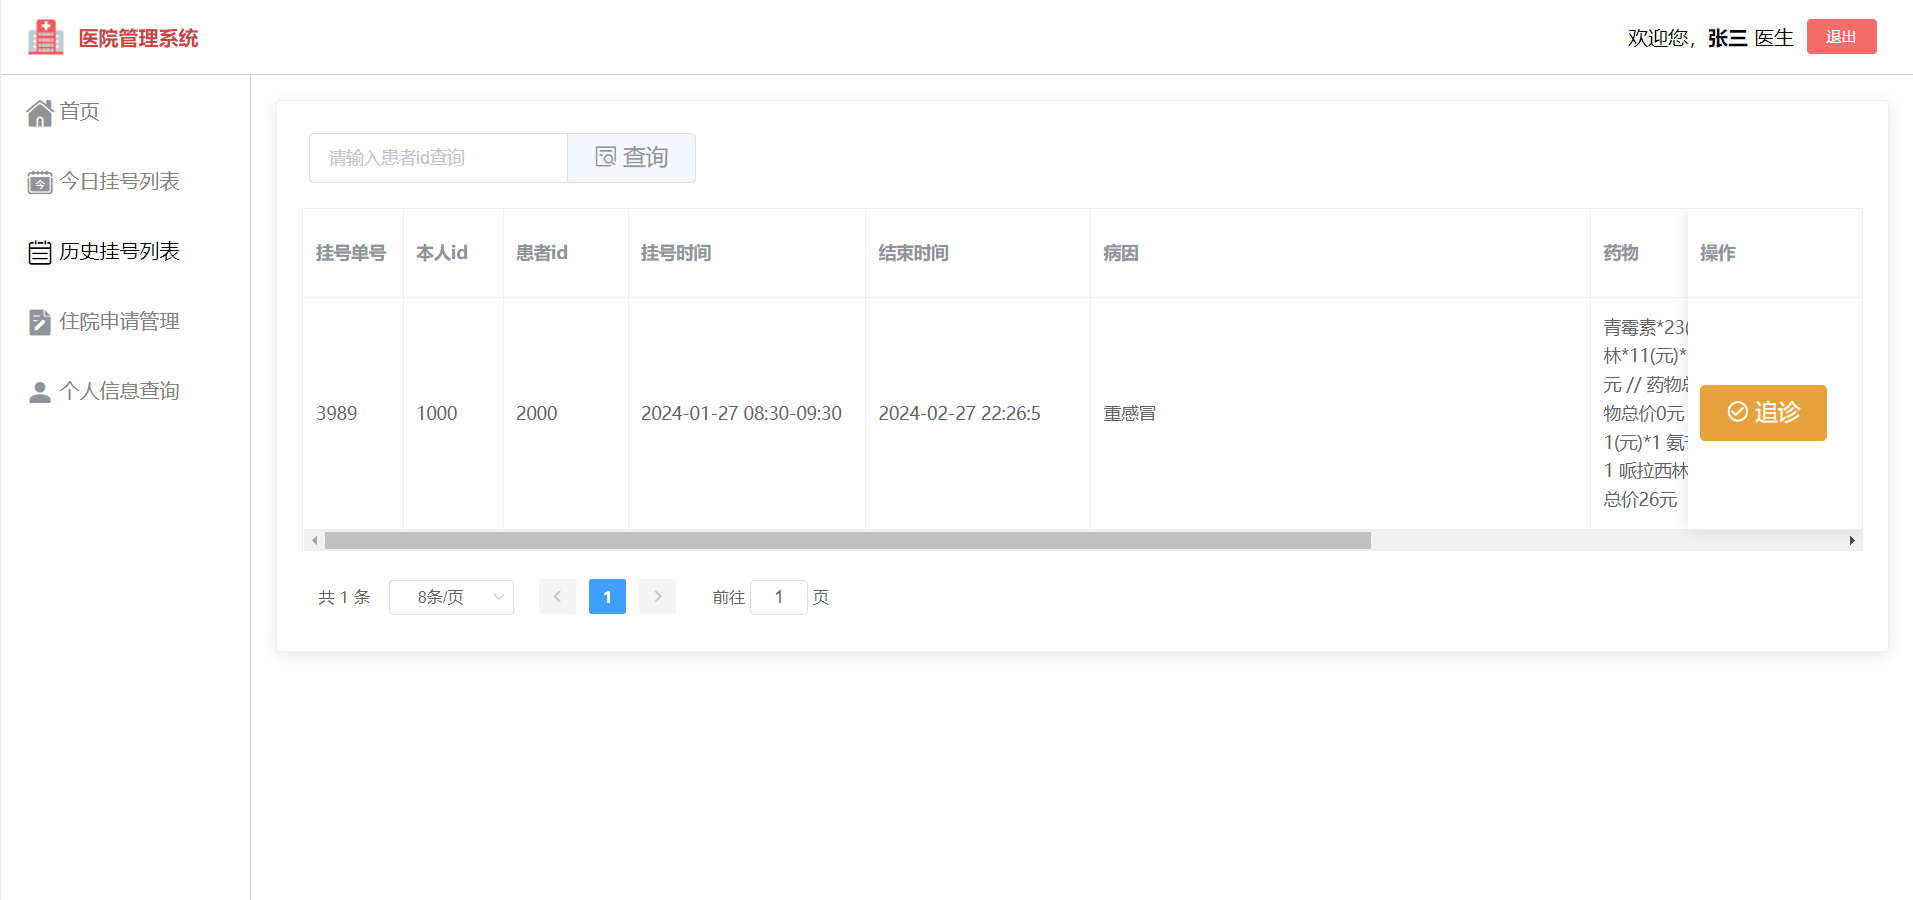 医院管理系统
欢迎您，张三 医生
退出
首页
今日挂号列表
历史挂号列表
住院申请管理
个人信息查询
请输入患者id查询
查询
挂号单号 本人id 患者id 挂号时间 结束时间 病因 药物 操作
3989 1000 2000 2024-01-27 08:30-09:30 2024-02-27 22:26:5 重感冒
青霉素*23(
林*11(元)*
元 // 药物总
物总价0元
1(元)*1 氨
1 哌拉西林
总价26元
追诊
共 1 条 8条/页 1 前往 1 页